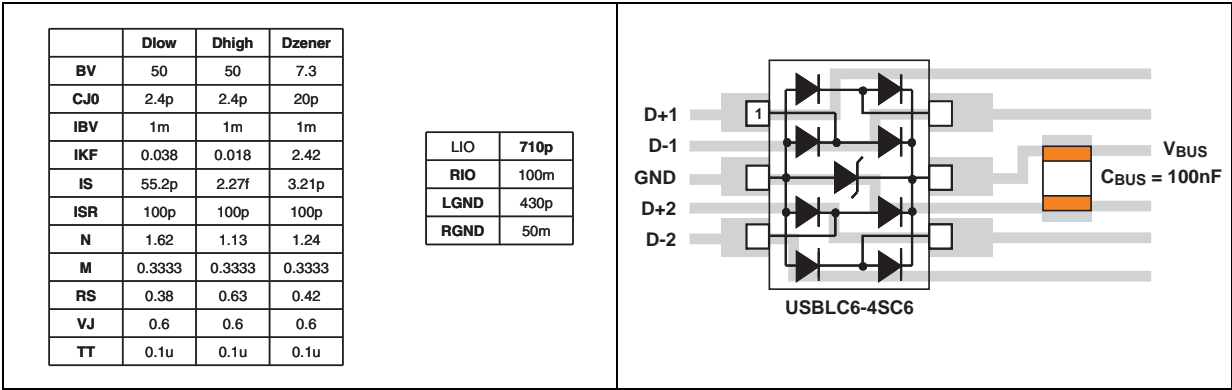 Dlow Dhigh Dzener
BV 50 50 7.3
CJ0 2.4p 2.4p 20p
IBV 1m 1m 1m
IKF 0.038 0.018 2.42
IS 55.2p 2.27f 3.21p
ISR 100p 100p 100p
N 1.62 1.13 1.24
M 0.3333 0.3333 0.3333
RS 0.38 0.63 0.42
VJ 0.6 0.6 0.6
TT 0.1u 0.1u 0.1u
LIO 710p
RIO 100m
LGND 430p
RGND 50m
D+1
1
D-1
GND
D+2
D-2
VBUS
CBUS = 100nF
USBLC6-4SC6